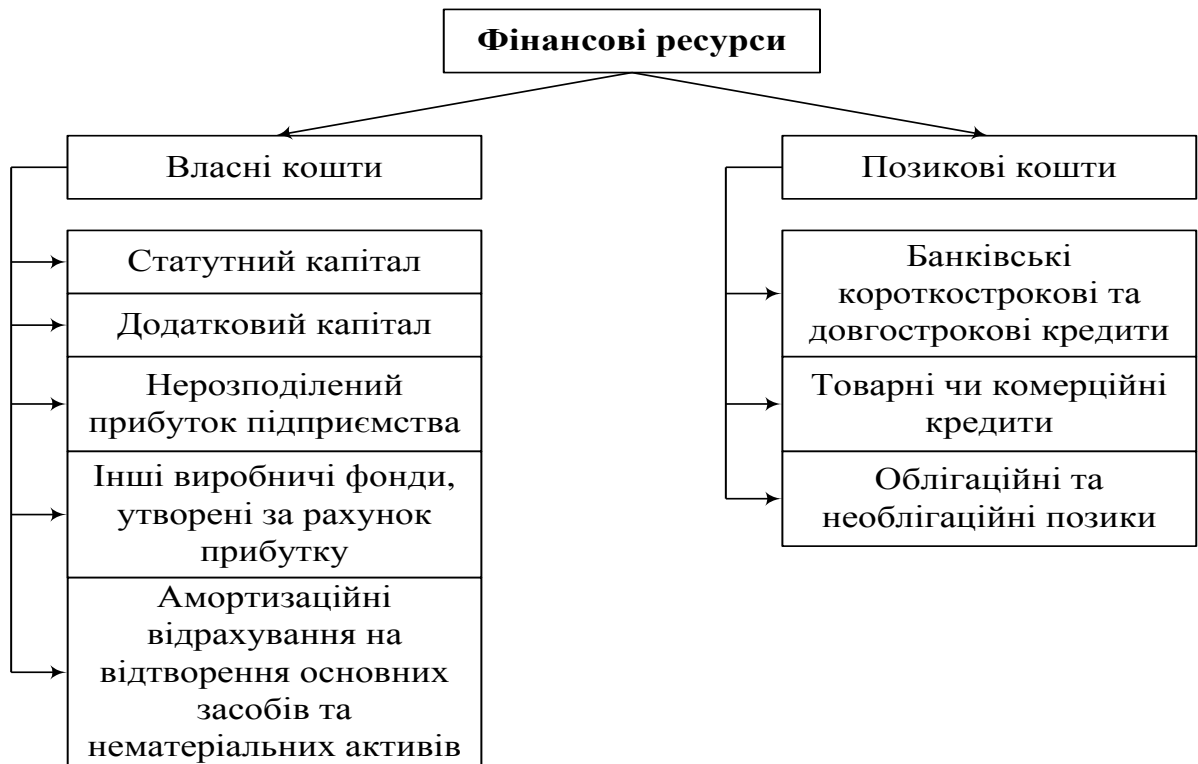 Фінансові ресурси
Власні кошти
Статутний капітал
Додатковий капітал
Нерозподілений
прибуток підприємства
Інші виробничі фонди,
утворені за рахунок
прибутку
Амортизаційні
відрахування на
відтворення основних
засобів та
нематеріальних активів
Позикові кошти
Банківські
короткострокові та
довгострокові кредити
Товарні чи комерційні
кредити
Облігаційні та
необлігаційні позики